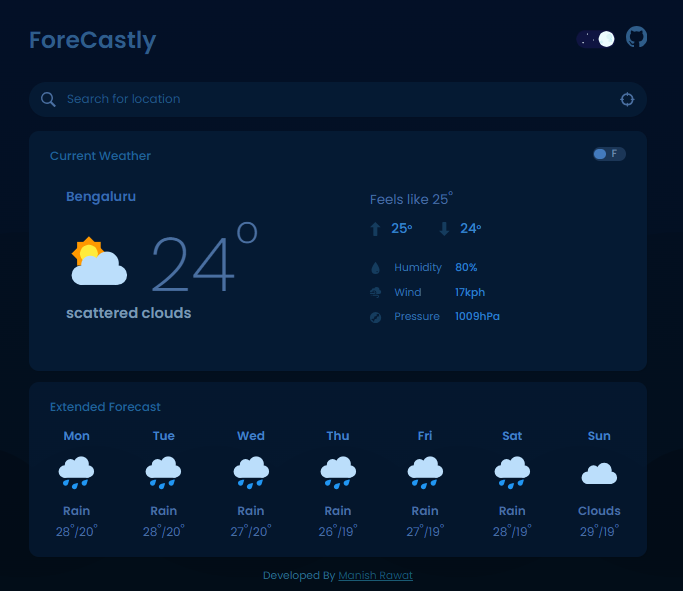 ForeCastly
Search for location
Current Weather
F
Bengaluru
24°
scattered clouds
Feels like 25°
25° 24°
Humidity 80%
Wind 17kph
Pressure 1009hPa
Extended Forecast
Mon Tue Wed Thu Fri Sat Sun
Rain Rain Rain Rain Rain Rain Clouds
28°/20° 28°/20° 27°/20° 26°/19° 27°/19° 28°/19° 29°/19°
Developed By Manish Rawat